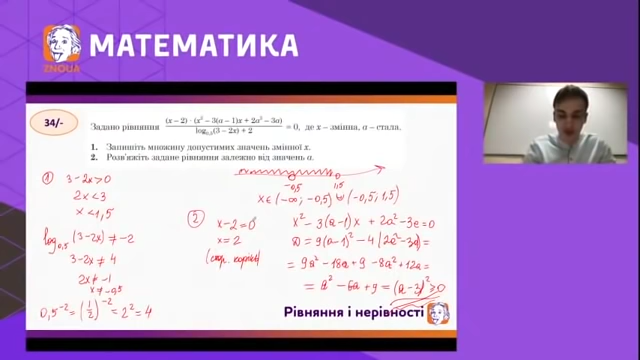 ZNOUA
МАТЕМАТИКА
34/-
Задано рівняння (x−2)·(x²−3(a−1)x+2a²−3a) / log₀,₅(3−2x)+2 = 0, де x – змінна, a – стала.
1. Запишіть множину допустимих значень змінної x.
2. Розв'яжіть задане рівняння залежно від значень a.
1
3-2x>0
2x<3
x<1,5
log₀,₅(3-2x)≠-2
3-2x≠4
2x≠-1
x≠-0,5
0,5⁻²=(1/2)⁻²=2²=4
-0,5 1,5 x
x∈(-∞; -0,5)∪(-0,5; 1,5)
2
x-2=0
x=2
(стор. корінь)
x²-3(a-1)x+2a²-3a=0
D=9(a-1)²-4(2a²-3a)=
=9a²-18a+9-8a²+12a=
=a²-6a+9=(a-3)²≥0
Рівняння і нерівності